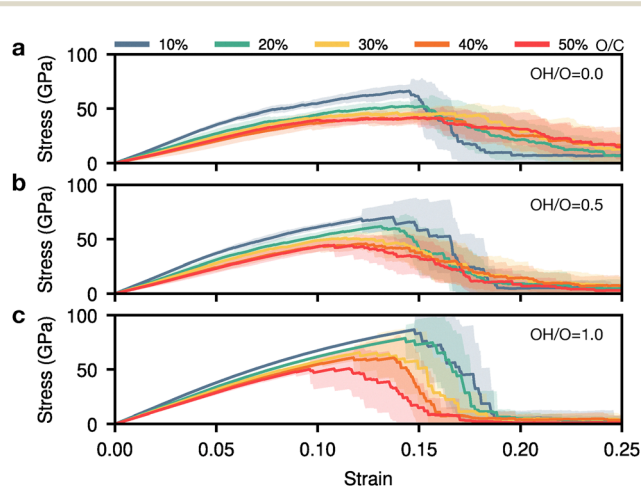 a
10% 20% 30% 40% 50% O/C
100
50
0
Stress (GPa)
OH/O=0.0
b
100
50
0
Stress (GPa)
OH/O=0.5
c
100
50
0
Stress (GPa)
OH/O=1.0
0.00 0.05 0.10 0.15 0.20 0.25
Strain